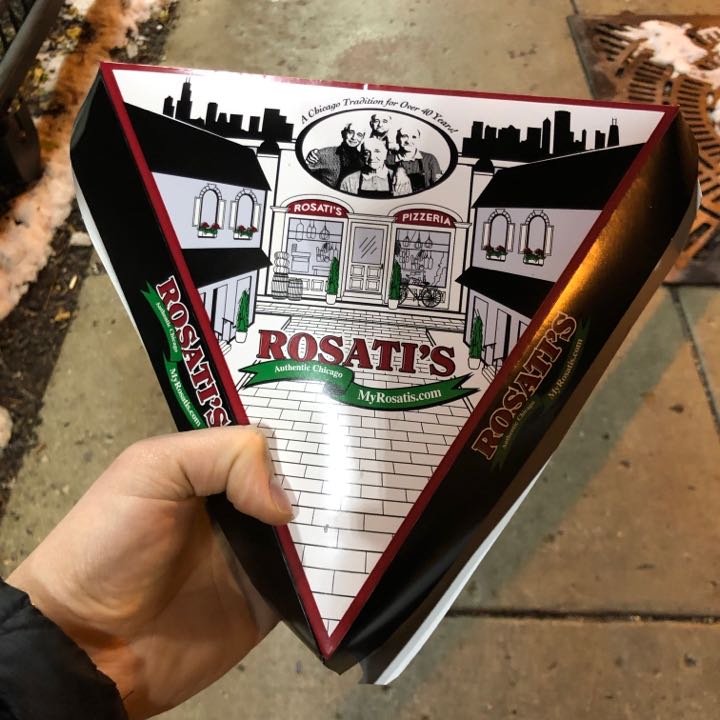 A Chicago Tradition for Over 40 Years!
ROSATI'S PIZZERIA
ROSATI'S
Authentic Chicago
MyRosatis.com
ROSATI'S
Authentic Chicago
MyRosatis.com
ROSATI'S
Authentic Chicago
MyRosatis.com